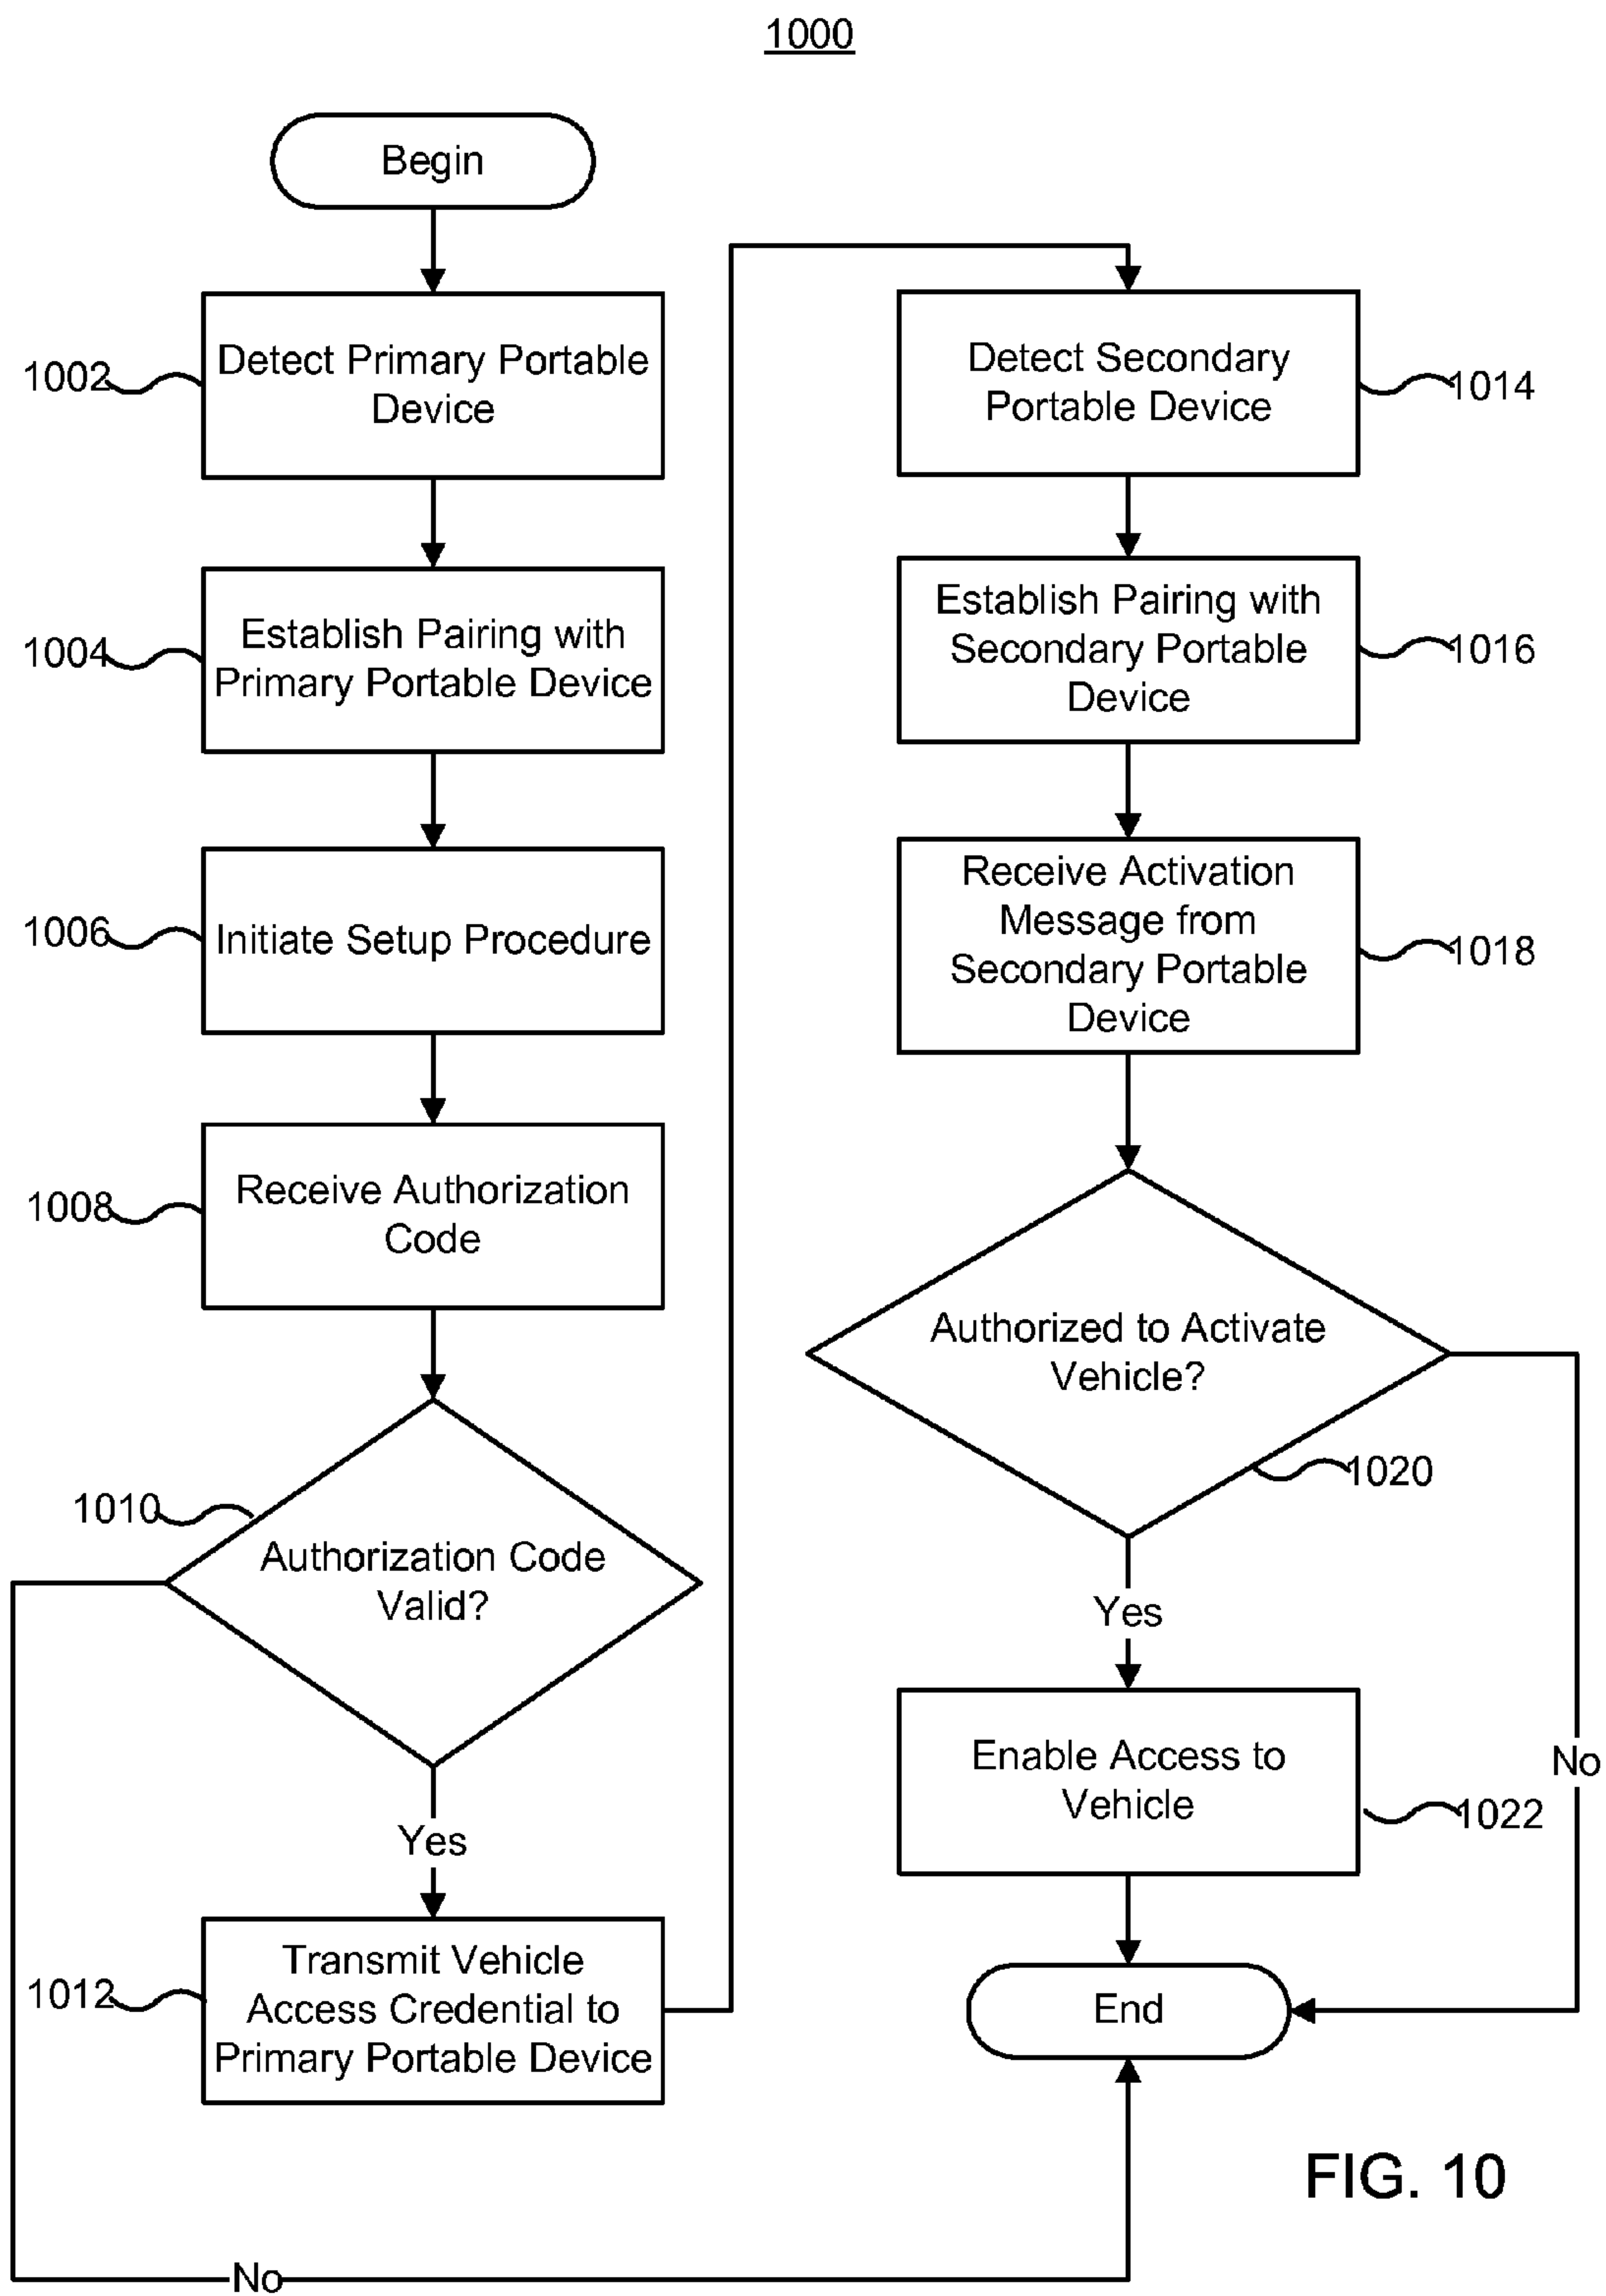 1000
Begin
1002
Detect Primary Portable
Device
1004
Establish Pairing with
Primary Portable Device
1006
Initiate Setup Procedure
1008
Receive Authorization
Code
1010
Authorization Code
Valid?
Yes
1012
Transmit Vehicle
Access Credential to
Primary Portable Device
No
Detect Secondary
Portable Device
1014
Establish Pairing with
Secondary Portable
Device
1016
Receive Activation
Message from
Secondary Portable
Device
1018
Authorized to Activate
Vehicle?
1020
Yes
No
Enable Access to
Vehicle
1022
End
FIG. 10